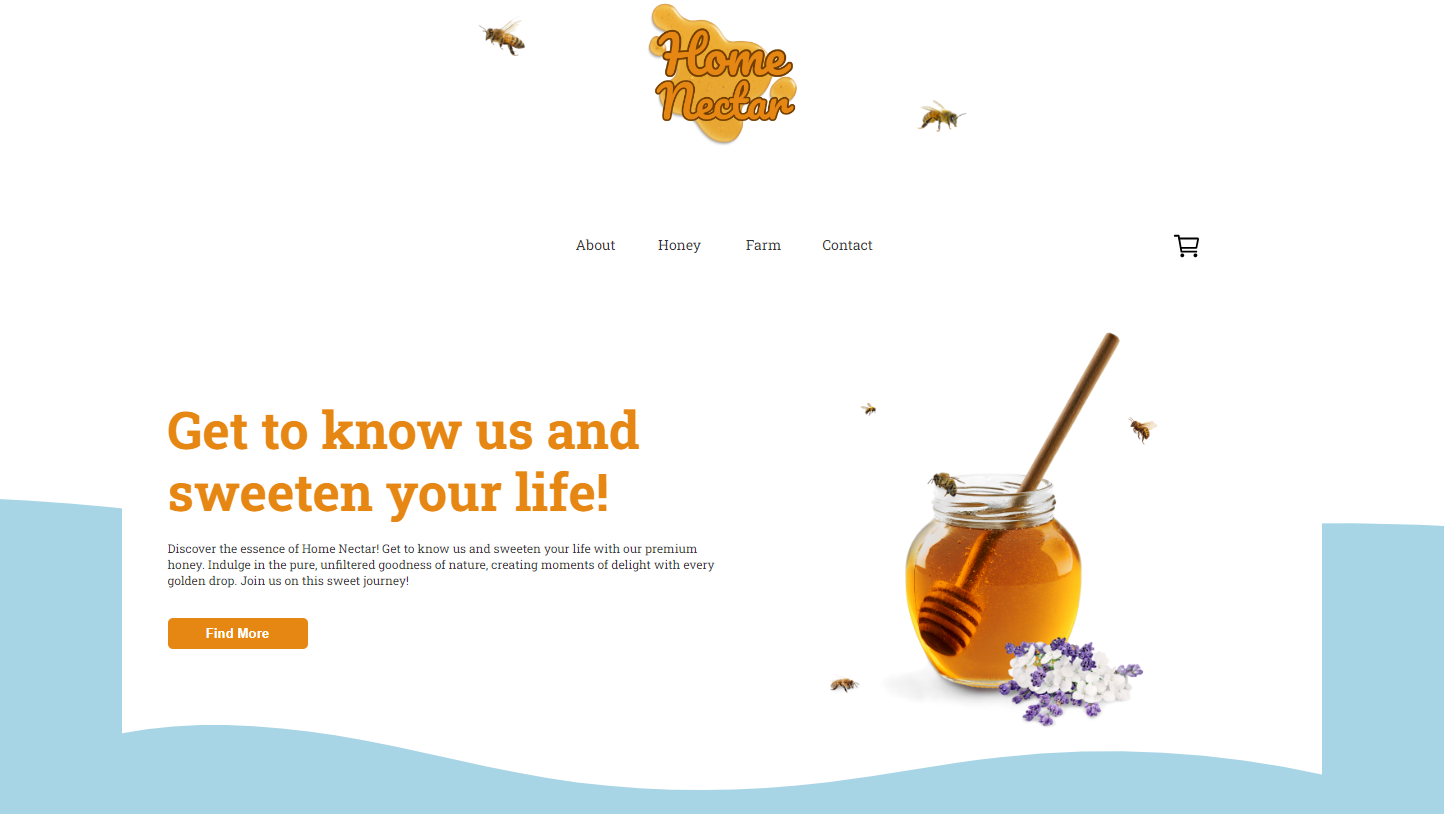 Home
Nectar
About
Honey
Farm
Contact
Get to know us and
sweeten your life!
Discover the essence of Home Nectar! Get to know us and sweeten your life with our premium
honey. Indulge in the pure, unfiltered goodness of nature, creating moments of delight with every
golden drop. Join us on this sweet journey!
Find More